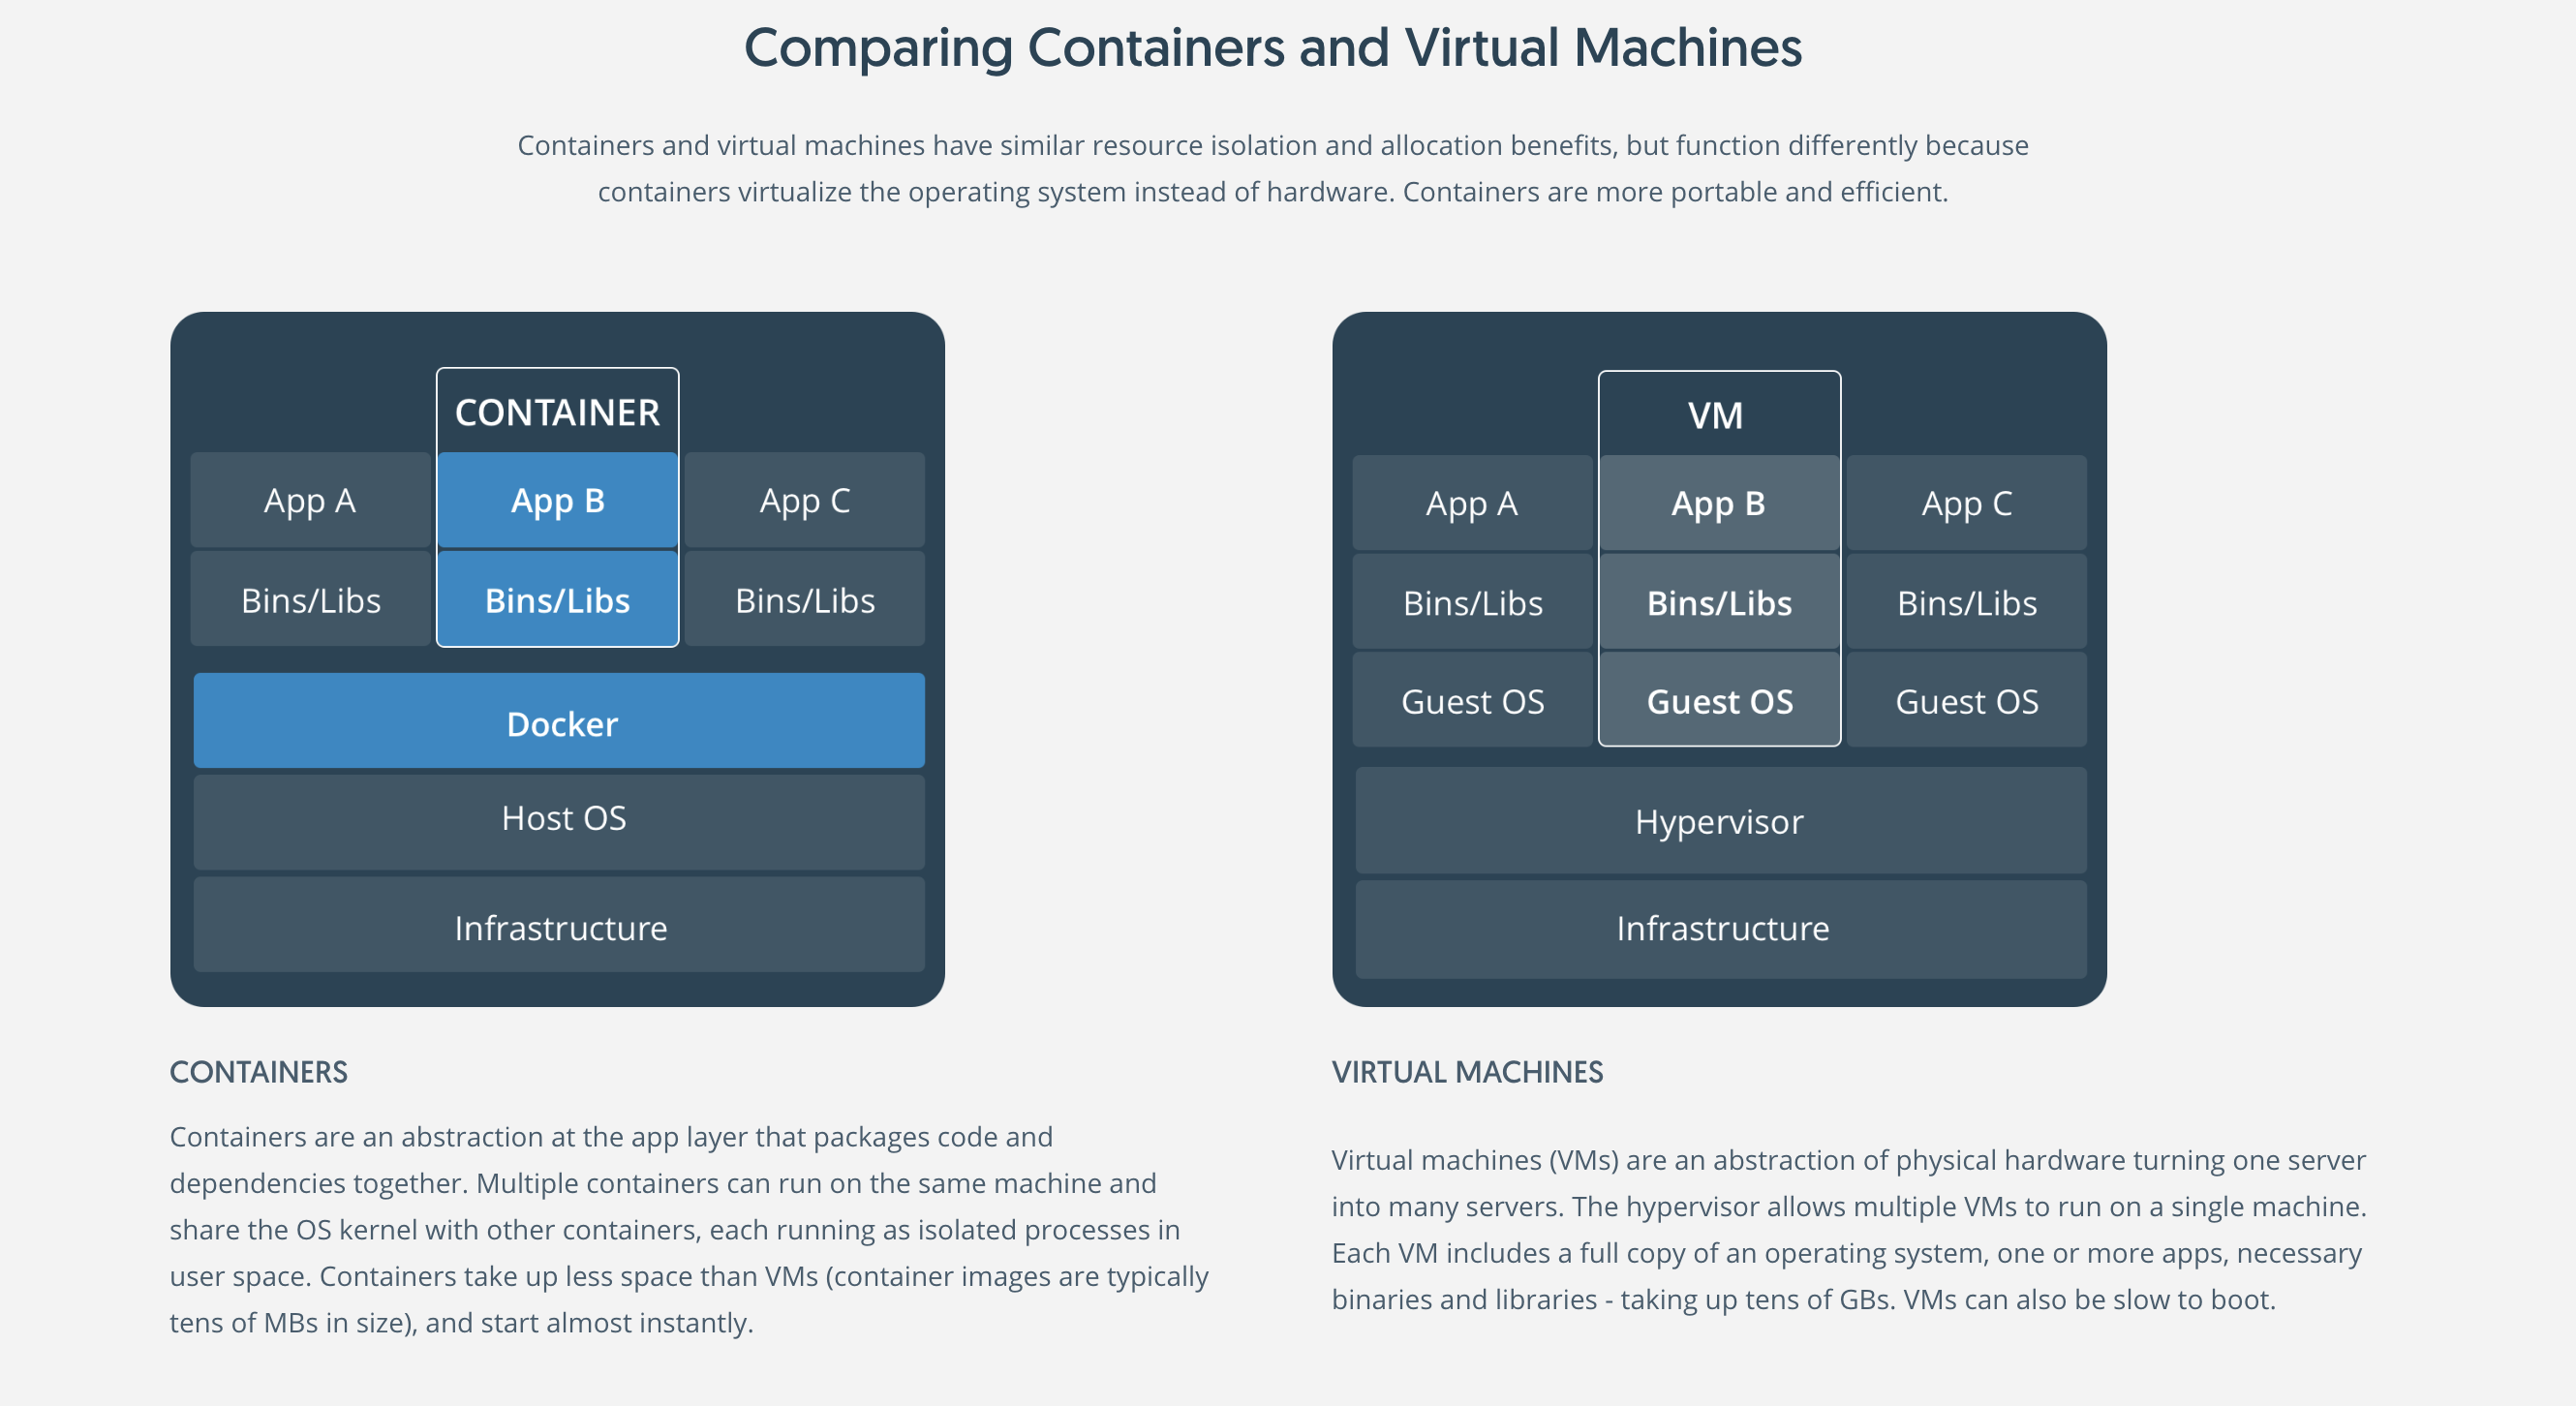 Comparing Containers and Virtual Machines
Containers and virtual machines have similar resource isolation and allocation benefits, but function differently because
containers virtualize the operating system instead of hardware. Containers are more portable and efficient.
CONTAINER
App A
App B
App C
Bins/Libs
Bins/Libs
Bins/Libs
Docker
Host OS
Infrastructure
VM
App A
App B
App C
Bins/Libs
Bins/Libs
Bins/Libs
Guest OS
Guest OS
Guest OS
Hypervisor
Infrastructure
CONTAINERS
Containers are an abstraction at the app layer that packages code and
dependencies together. Multiple containers can run on the same machine and
share the OS kernel with other containers, each running as isolated processes in
user space. Containers take up less space than VMs (container images are typically
tens of MBs in size), and start almost instantly.
VIRTUAL MACHINES
Virtual machines (VMs) are an abstraction of physical hardware turning one server
into many servers. The hypervisor allows multiple VMs to run on a single machine.
Each VM includes a full copy of an operating system, one or more apps, necessary
binaries and libraries - taking up tens of GBs. VMs can also be slow to boot.